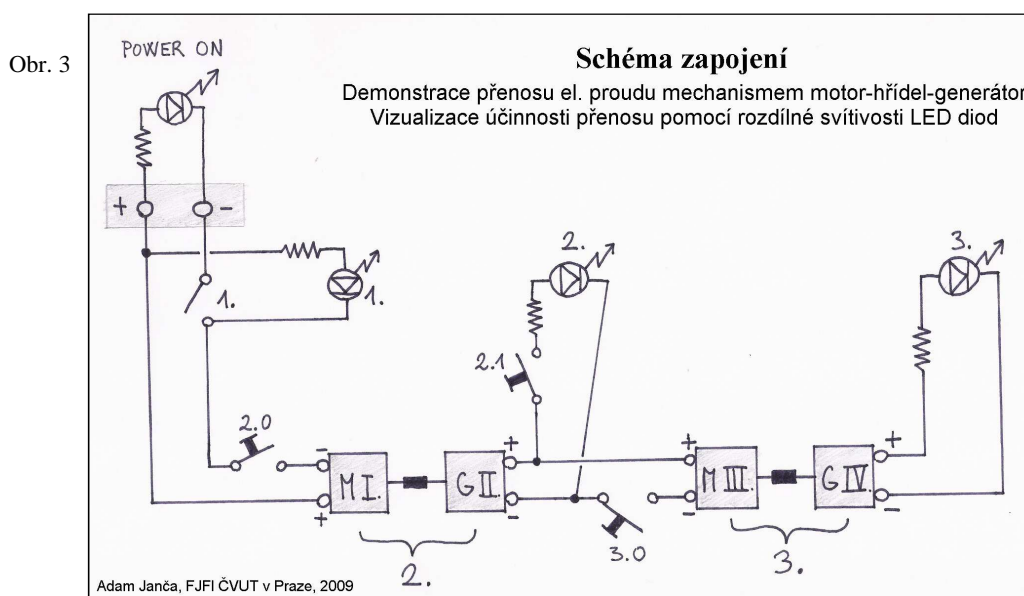 Obr. 3
POWER ON
Schéma zapojení
Demonstrace přenosu el. proudu mechanismem motor-hřídel-generátor
Vizualizace účinnosti přenosu pomocí rozdílné svítivosti LED diod
+ -
1. 1.
2. 3.
2.1
2.0
- + + +
M I. G II. M III. G IV.
+ - - -
3.0
2. 3.
Adam Janča, FJFI ČVUT v Praze, 2009